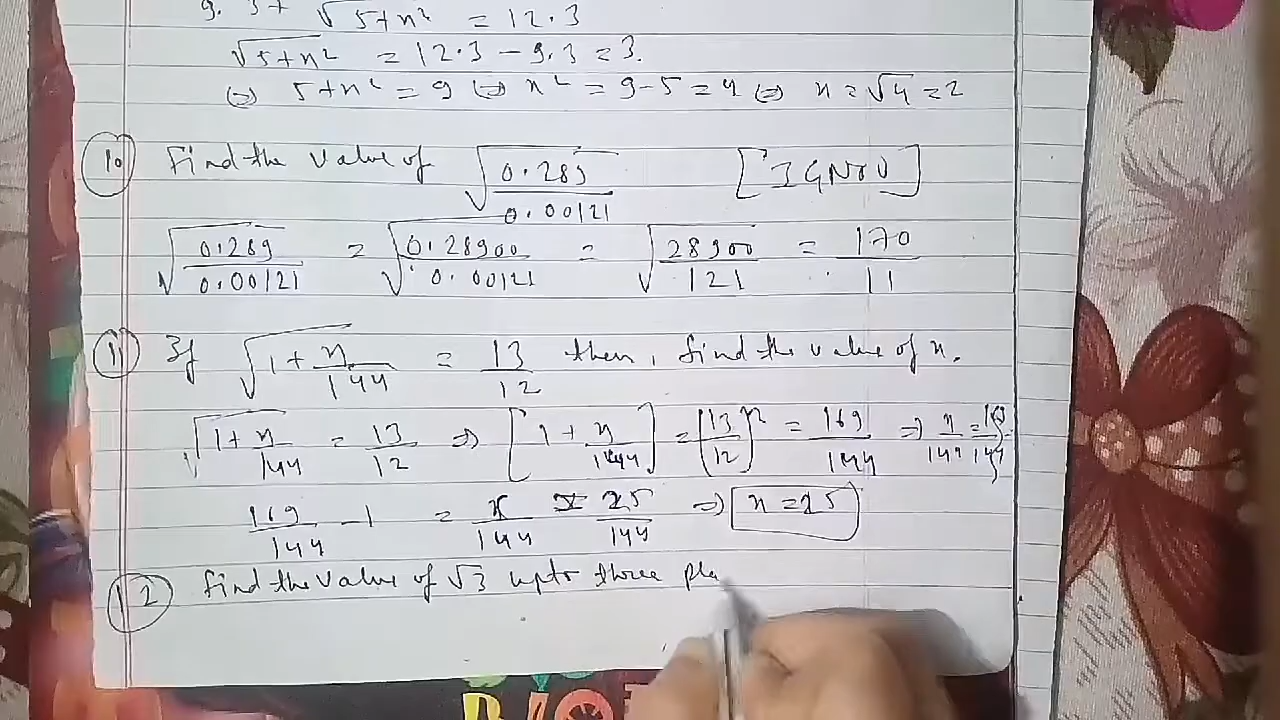 √5+x² = 12.3
√5+x² = 12.3 - 9.3 = 3.
⇒ 5+x² = 9 ⇒ x² = 9-5 = 4 ⇒ x = √4 = 2
10 Find the value of √0.289/0.00121 [IGNOU]
√0.289/0.00121 = √0.28900/0.00121 = √28900/121 = 170/11
11 If √1+x/144 = 13/12 then, find the value of x.
√1+x/144 = 13/12 ⇒ [1+x/144] = [13/12]² = 169/144 ⇒ x/144 = 169/144 -
169/144 -1 = x/144 = 25/144 ⇒ x=25
12 find the value of √3 upto three pla